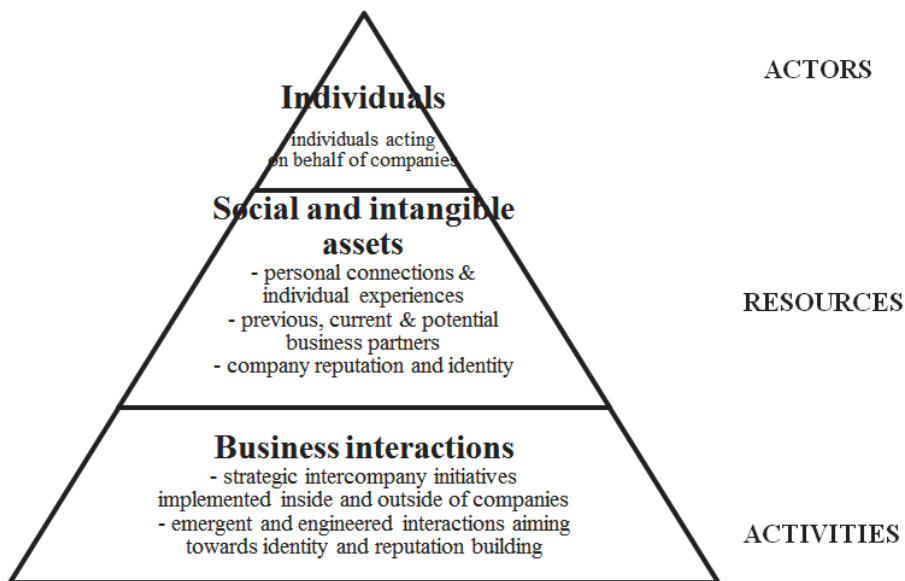 ACTORS
Individuals
individuals acting
on behalf of companies
Social and intangible
assets
- personal connections &
individual experiences
- previous, current & potential
business partners
- company reputation and identity
RESOURCES
Business interactions
- strategic intercompany initiatives
implemented inside and outside of companies
- emergent and engineered interactions aiming
towards identity and reputation building
ACTIVITIES